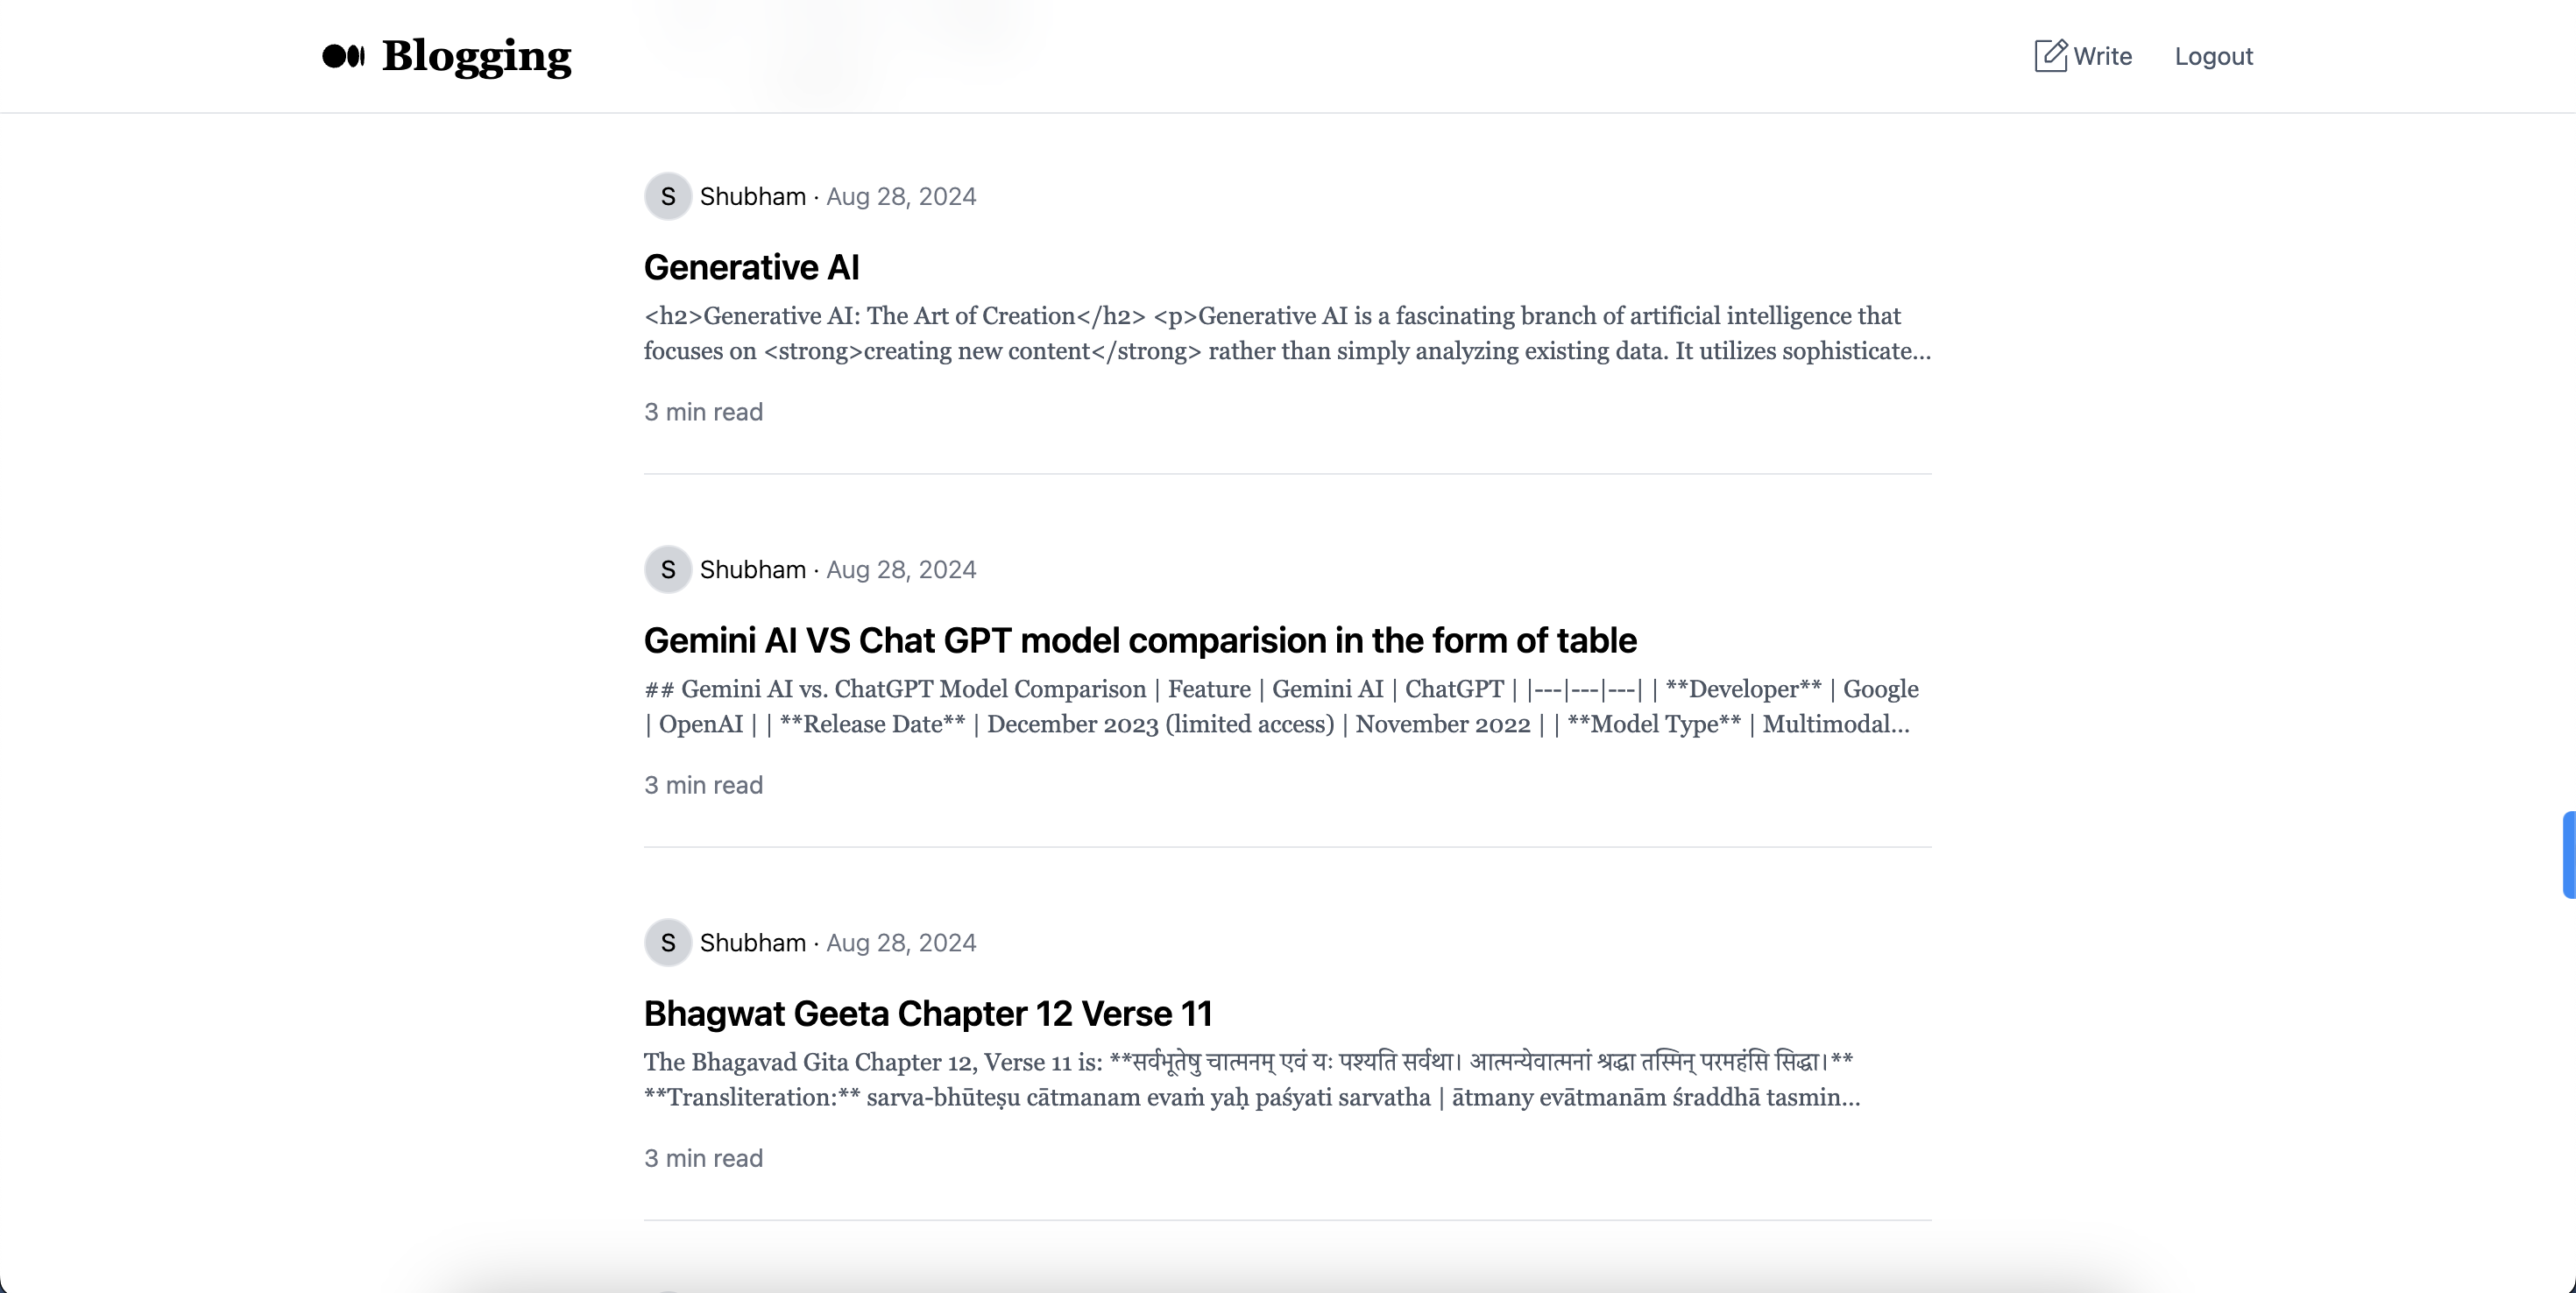 Blogging
Write
Logout
S Shubham · Aug 28, 2024
Generative AI
<h2>Generative AI: The Art of Creation</h2> <p>Generative AI is a fascinating branch of artificial intelligence that
focuses on <strong>creating new content</strong> rather than simply analyzing existing data. It utilizes sophisticate...
3 min read
S Shubham · Aug 28, 2024
Gemini AI VS Chat GPT model comparision in the form of table
## Gemini AI vs. ChatGPT Model Comparison | Feature | Gemini AI | ChatGPT | |---|---|---| | **Developer** | Google
| OpenAI | | **Release Date** | December 2023 (limited access) | November 2022 | | **Model Type** | Multimodal...
3 min read
S Shubham · Aug 28, 2024
Bhagwat Geeta Chapter 12 Verse 11
The Bhagavad Gita Chapter 12, Verse 11 is: **सर्वभूतेषु चात्मनम् एवं यः पश्यति सर्वथा। आत्मन्येवात्मनां श्रद्धा तस्मिन् परमहंसि सिद्धा।**
**Transliteration:** sarva-bhūteṣu cātmanam evaṁ yaḥ paśyati sarvatha | ātmany evātmanām śraddhā tasmin...
3 min read